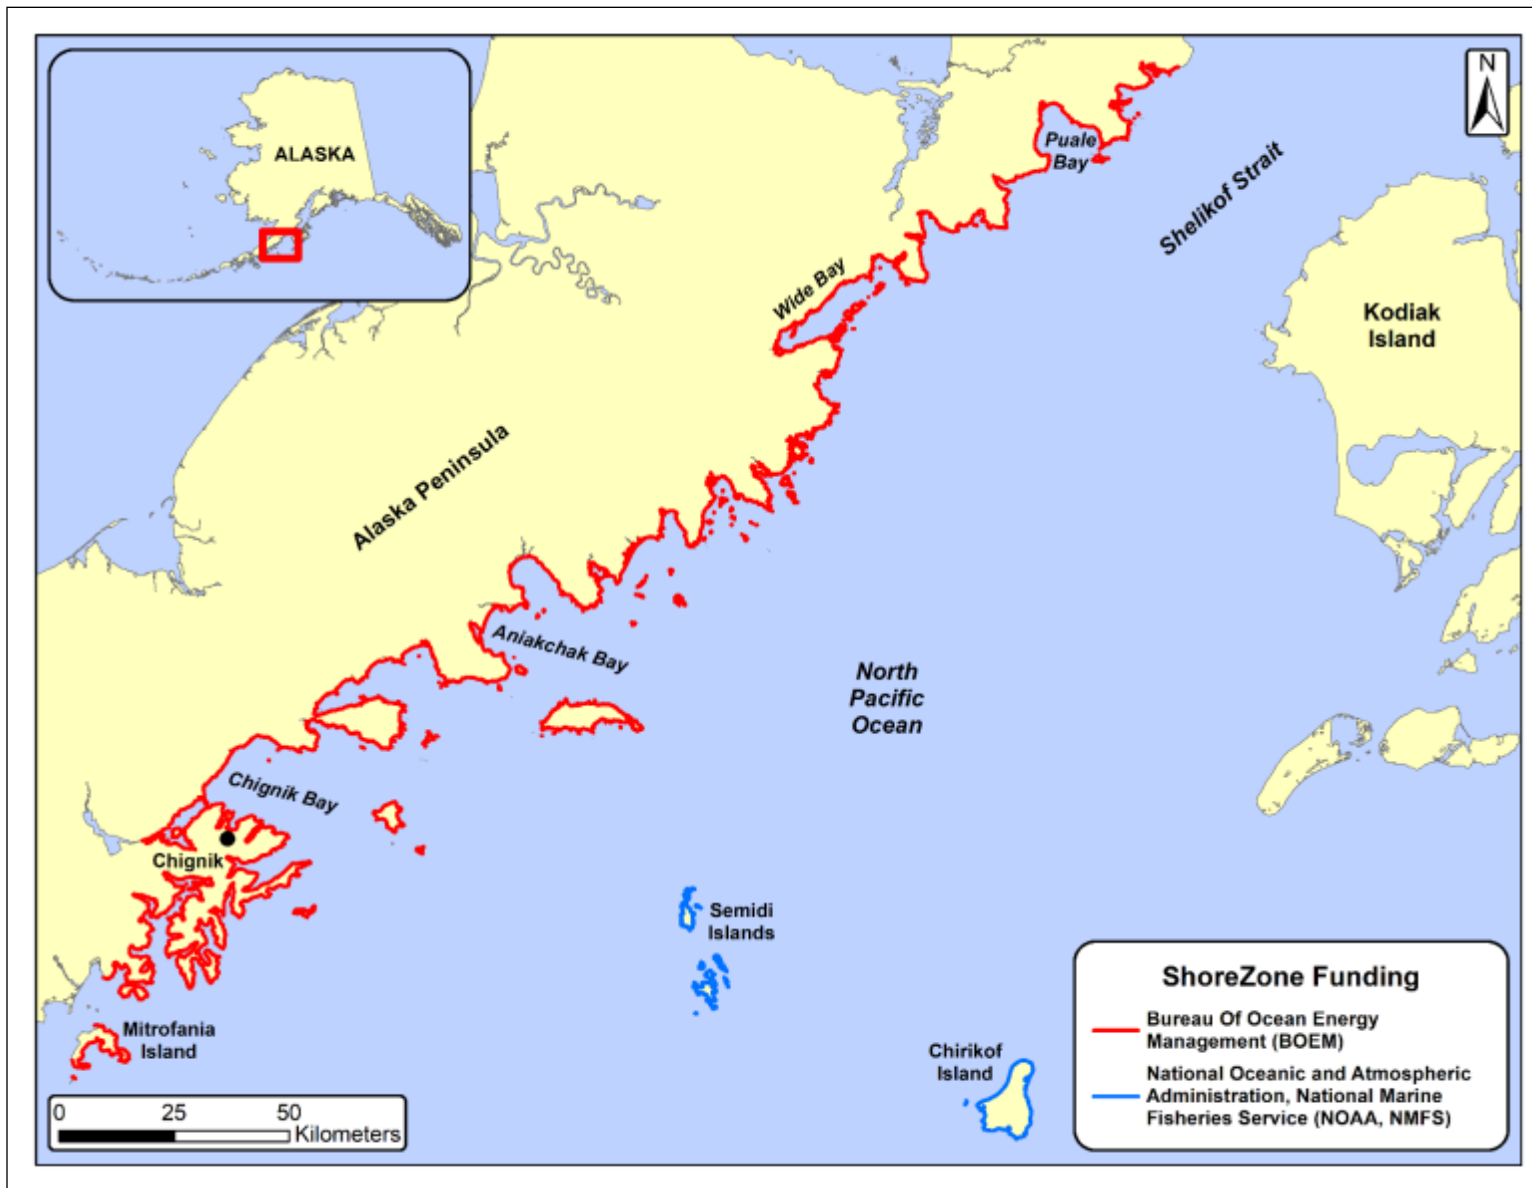 ALASKA
N
Puale
Bay
Shelikof Strait
Wide Bay
Kodiak
Island
Alaska Peninsula
Aniakchak Bay
North
Pacific
Ocean
Chignik Bay
Chignik
Semidi
Islands
Mitrofania
Island
Chirikof
Island
0 25 50
Kilometers
ShoreZone Funding
Bureau Of Ocean Energy
Management (BOEM)
National Oceanic and Atmospheric
Administration, National Marine
Fisheries Service (NOAA, NMFS)